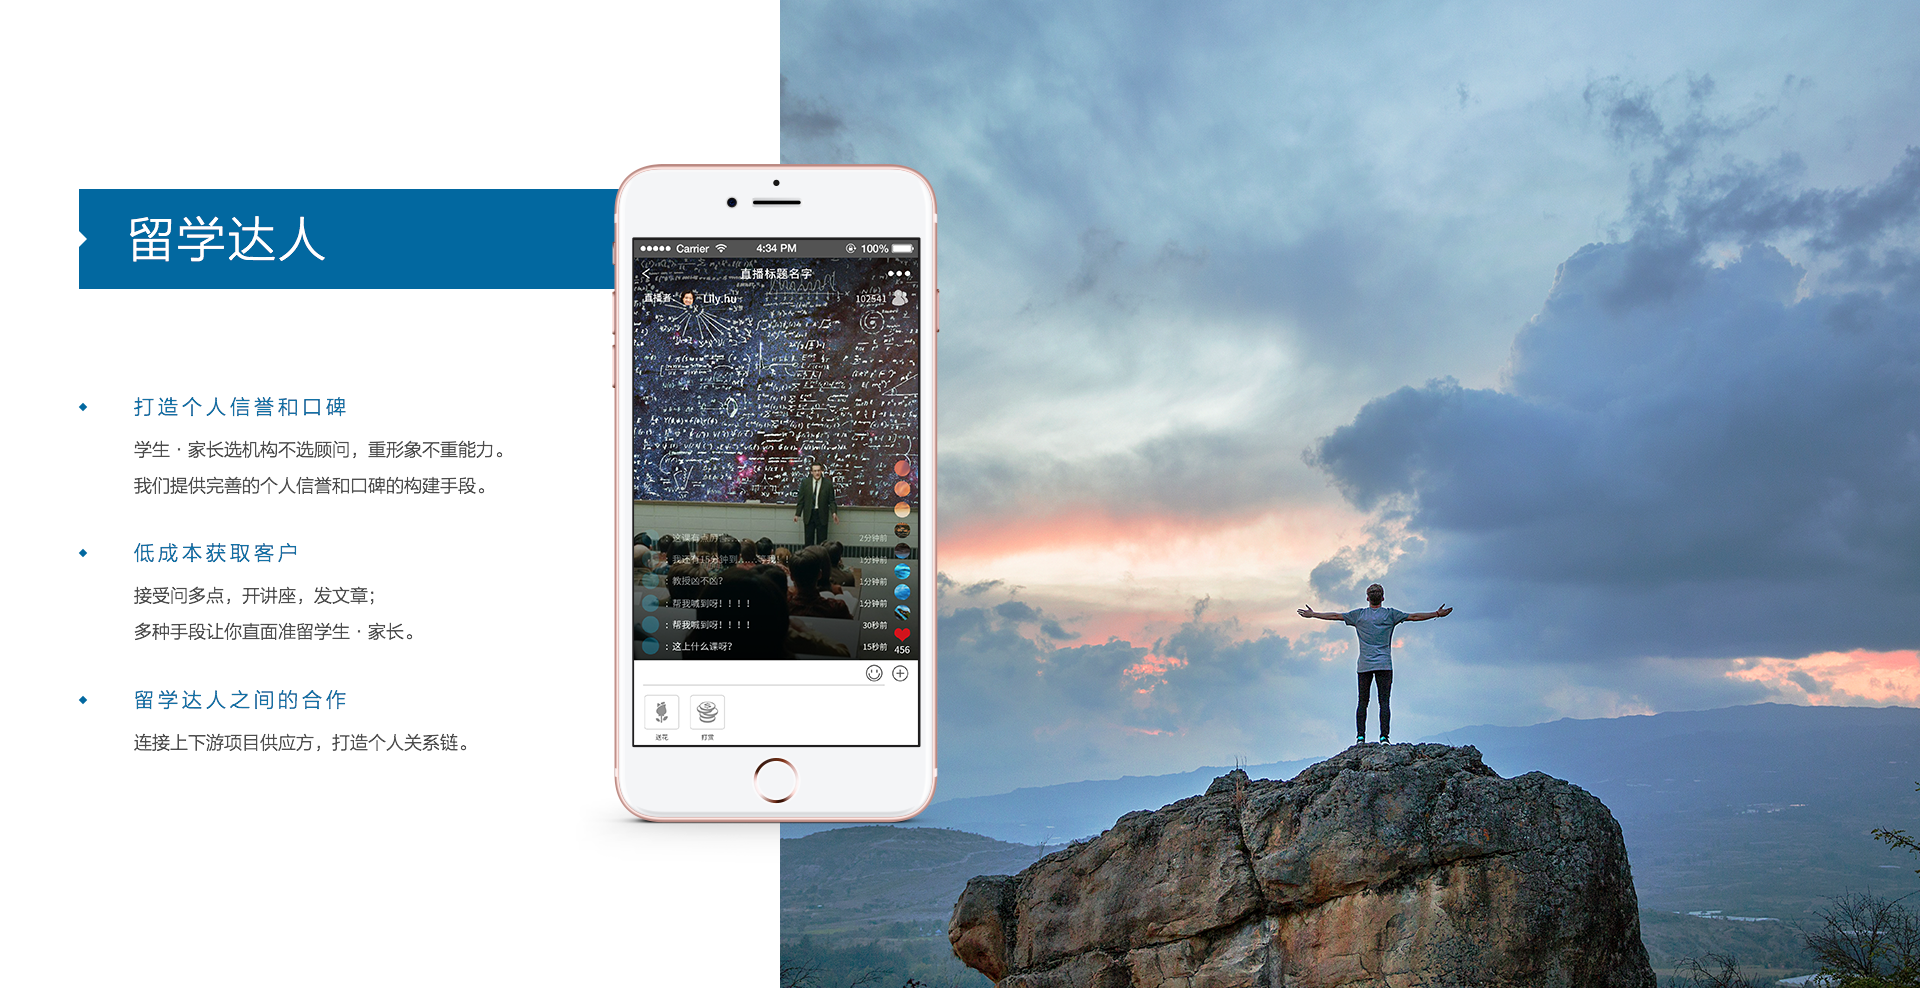 留学达人
打造个人信誉和口碑
学生·家长选机构不选顾问，重形象不重能力。
我们提供完善的个人信誉和口碑的构建手段。
低成本获取客户
接受问多点，开讲座，发文章；
多种手段让你直面准留学生·家长。
留学达人之间的合作
连接上下游项目供应方，打造个人关系链。
Carrier 4:34 PM 100%
直播标题名字
直播者： Lily.hu 102541
：这课有点厉害 2分钟前
：我还有15分钟到 1分钟前
：教授凶不凶? 1分钟前
：帮我喊到呀！！！！ 1分钟前
：帮我喊到呀！！！！ 30秒前
：这上什么课呀? 15秒前
456
送花 打赏